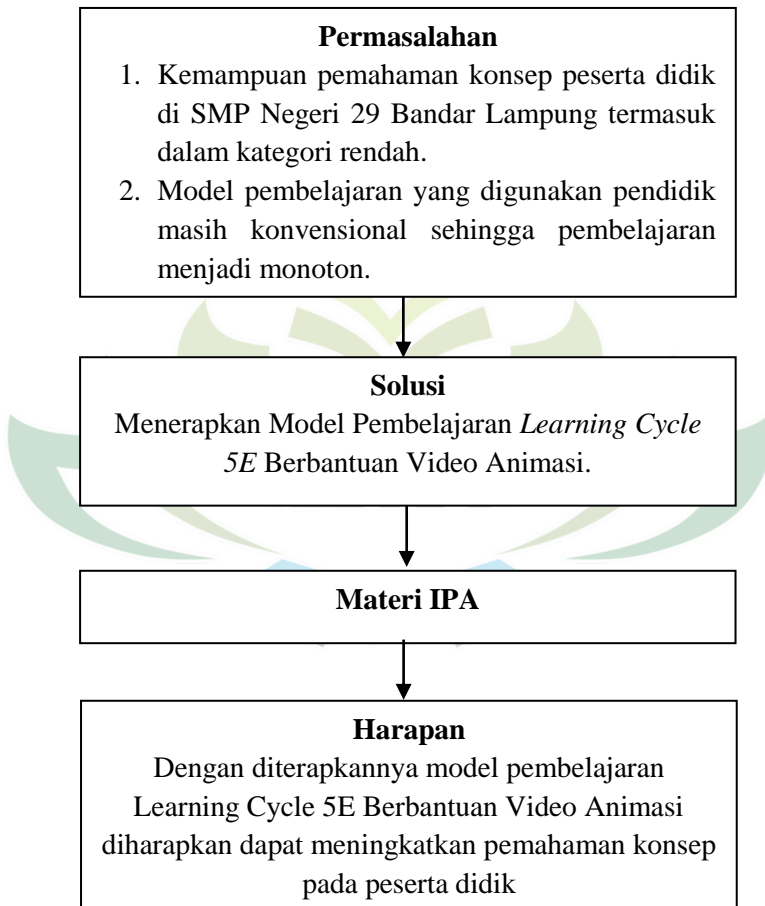 Permasalahan
1. Kemampuan pemahaman konsep peserta didik
di SMP Negeri 29 Bandar Lampung termasuk
dalam kategori rendah.
2. Model pembelajaran yang digunakan pendidik
masih konvensional sehingga pembelajaran
menjadi monoton.
Solusi
Menerapkan Model Pembelajaran Learning Cycle
5E Berbantuan Video Animasi.
Materi IPA
Harapan
Dengan diterapkannya model pembelajaran
Learning Cycle 5E Berbantuan Video Animasi
diharapkan dapat meningkatkan pemahaman konsep
pada peserta didik